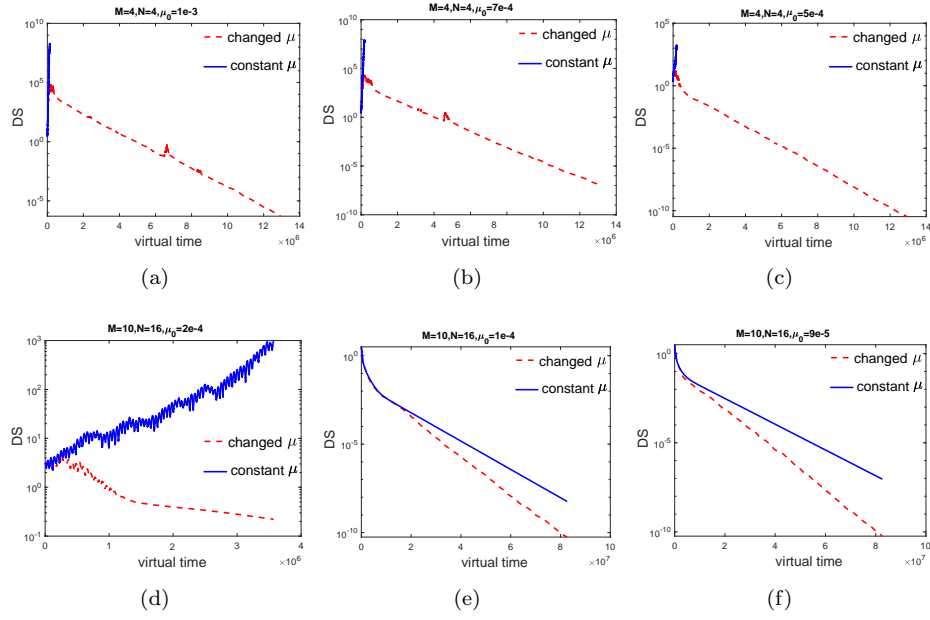 M=4,N=4,μ₀=1e-3
10^10
10^5
10^0
10^-5
DS
changed μ
constant μ
0 2 4 6 8 10 12 14
×10^6
virtual time
(a)
M=4,N=4,μ₀=7e-4
10^10
10^5
10^0
10^-5
10^-10
DS
changed μ
constant μ
0 2 4 6 8 10 12 14
×10^6
virtual time
(b)
M=4,N=4,μ₀=5e-4
10^5
10^0
10^-5
10^-10
DS
changed μ
constant μ
0 2 4 6 8 10 12 14
×10^6
virtual time
(c)
M=10,N=16,μ₀=2e-4
10^3
10^2
10^1
10^0
10^-1
DS
changed μ
constant μ
0 1 2 3 4
×10^6
virtual time
(d)
M=10,N=16,μ₀=1e-4
10^0
10^-5
10^-10
DS
changed μ
constant μ
0 2 4 6 8 10
×10^7
virtual time
(e)
M=10,N=16,μ₀=9e-5
10^0
10^-5
10^-10
DS
changed μ
constant μ
0 2 4 6 8 10
×10^7
virtual time
(f)